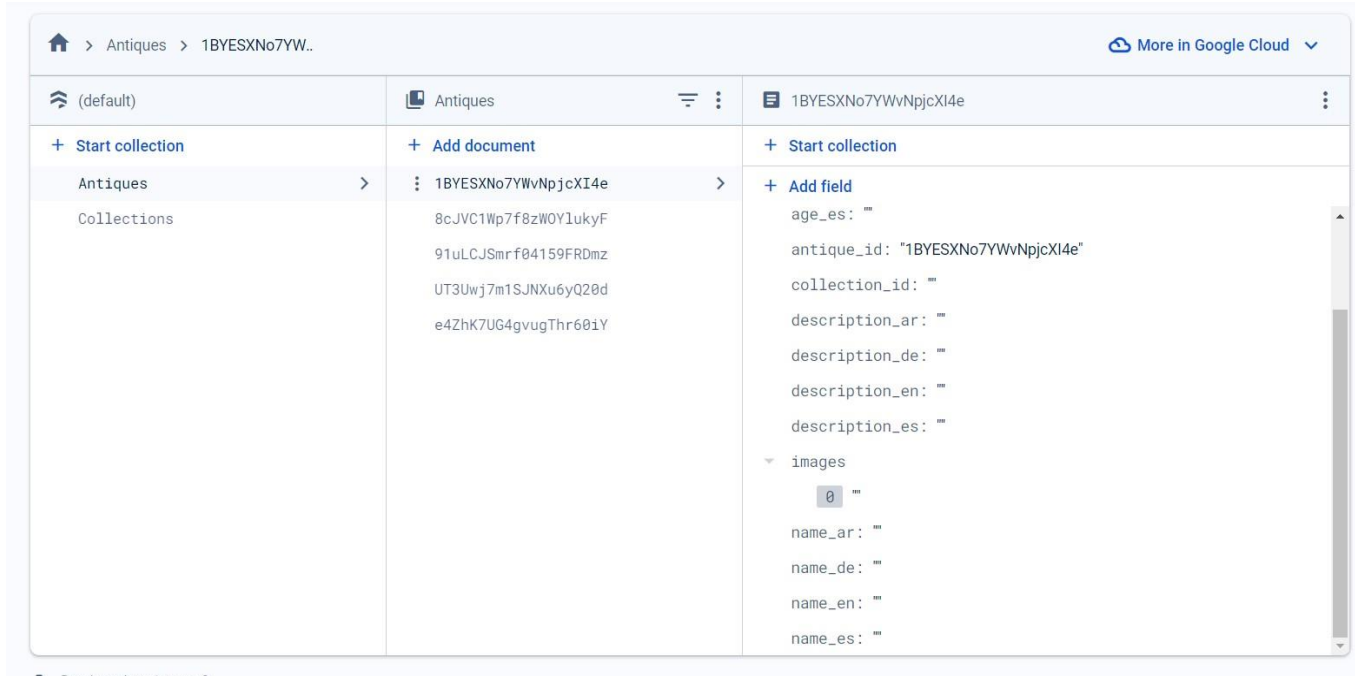 Antiques > 1BYESXNo7YW..
More in Google Cloud
(default)
Antiques
1BYESXNo7YWvNpjcXI4e
+ Start collection
+ Add document
+ Start collection
Antiques
Collections
1BYESXNo7YWvNpjcXI4e
8cJVC1Wp7f8zWOYlukyF
91uLCJSmrf04159FRDmz
UT3Uwj7m1SJNXu6yQ20d
e4ZhK7UG4gvugThr60iY
+ Add field
age_es: ""
antique_id: "1BYESXNo7YWvNpjcXI4e"
collection_id: ""
description_ar: ""
description_de: ""
description_en: ""
description_es: ""
images
0 ""
name_ar: ""
name_de: ""
name_en: ""
name_es: ""